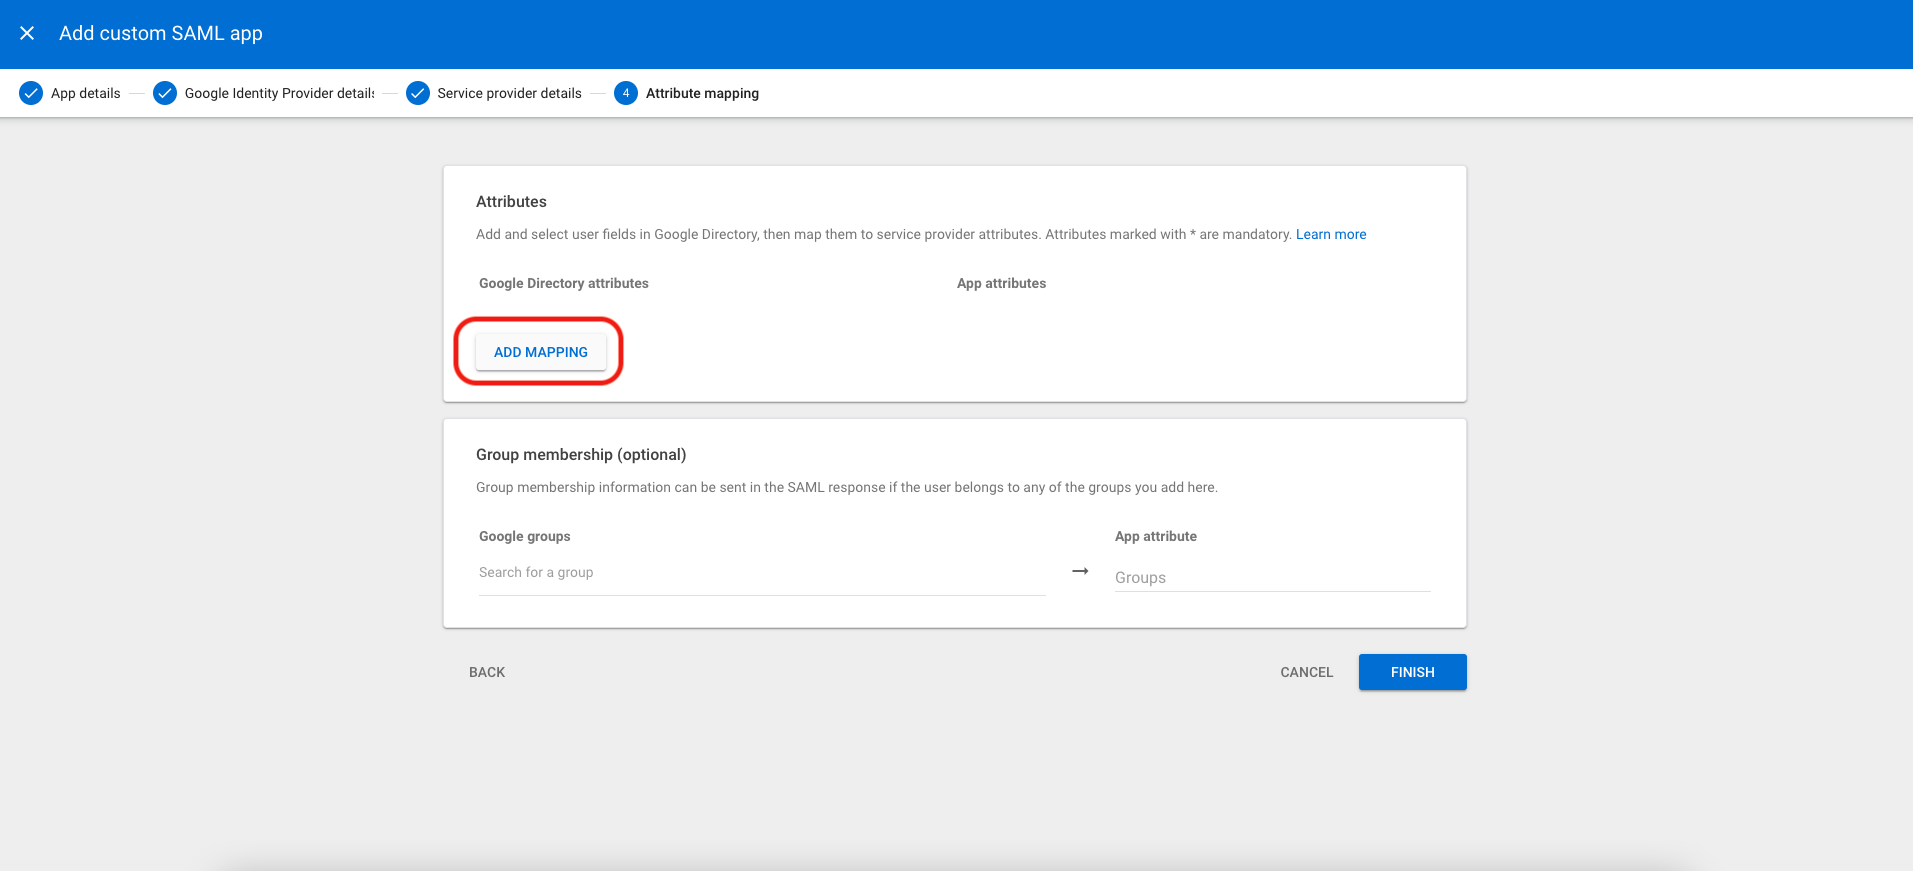 Add custom SAML app
App details
Google Identity Provider details
Service provider details
4 Attribute mapping
Attributes
Add and select user fields in Google Directory, then map them to service provider attributes. Attributes marked with * are mandatory. Learn more
Google Directory attributes App attributes
ADD MAPPING
Group membership (optional)
Group membership information can be sent in the SAML response if the user belongs to any of the groups you add here.
Google groups App attribute
Search for a group → Groups
BACK CANCEL FINISH